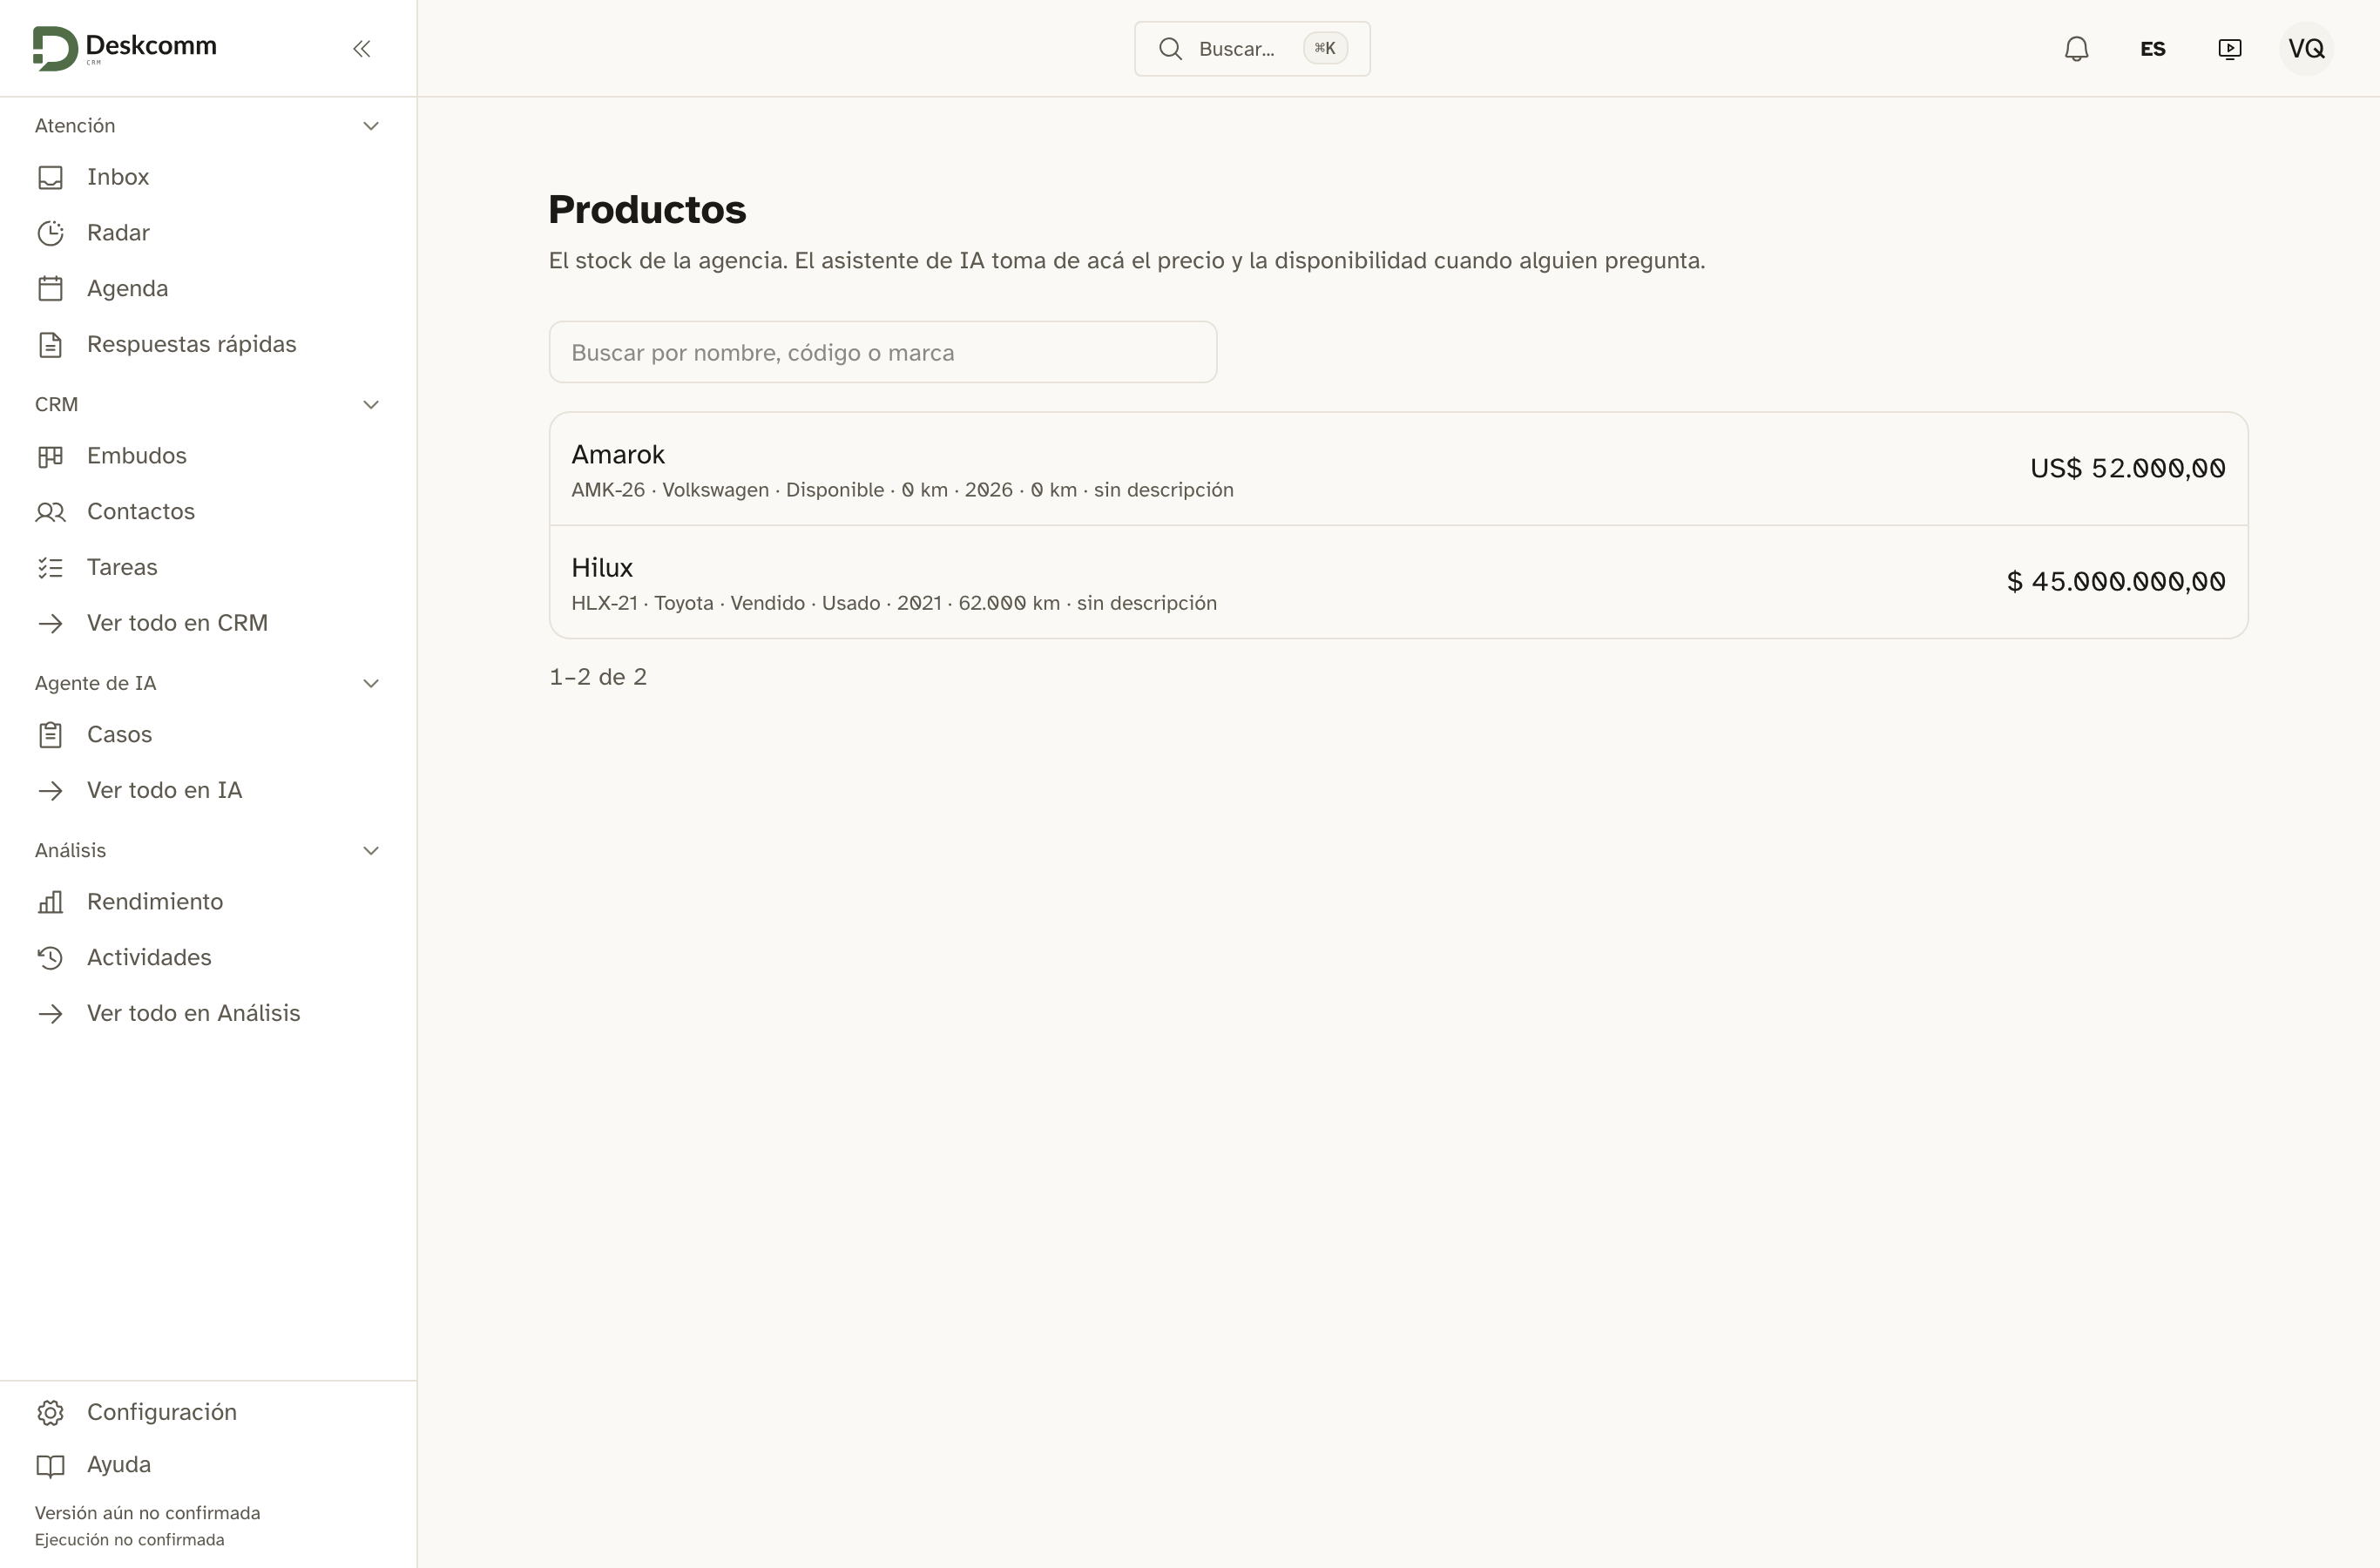 Deskcomm
CRM
Buscar...
⌘K
ES
VQ
Atención
Inbox
Radar
Agenda
Respuestas rápidas
CRM
Embudos
Contactos
Tareas
Ver todo en CRM
Agente de IA
Casos
Ver todo en IA
Análisis
Rendimiento
Actividades
Ver todo en Análisis
Configuración
Ayuda
Versión aún no confirmada
Ejecución no confirmada
Productos
El stock de la agencia. El asistente de IA toma de acá el precio y la disponibilidad cuando alguien pregunta.
Buscar por nombre, código o marca
Amarok
AMK-26 · Volkswagen · Disponible · 0 km · 2026 · 0 km · sin descripción
US$ 52.000,00
Hilux
HLX-21 · Toyota · Vendido · Usado · 2021 · 62.000 km · sin descripción
$ 45.000.000,00
1–2 de 2